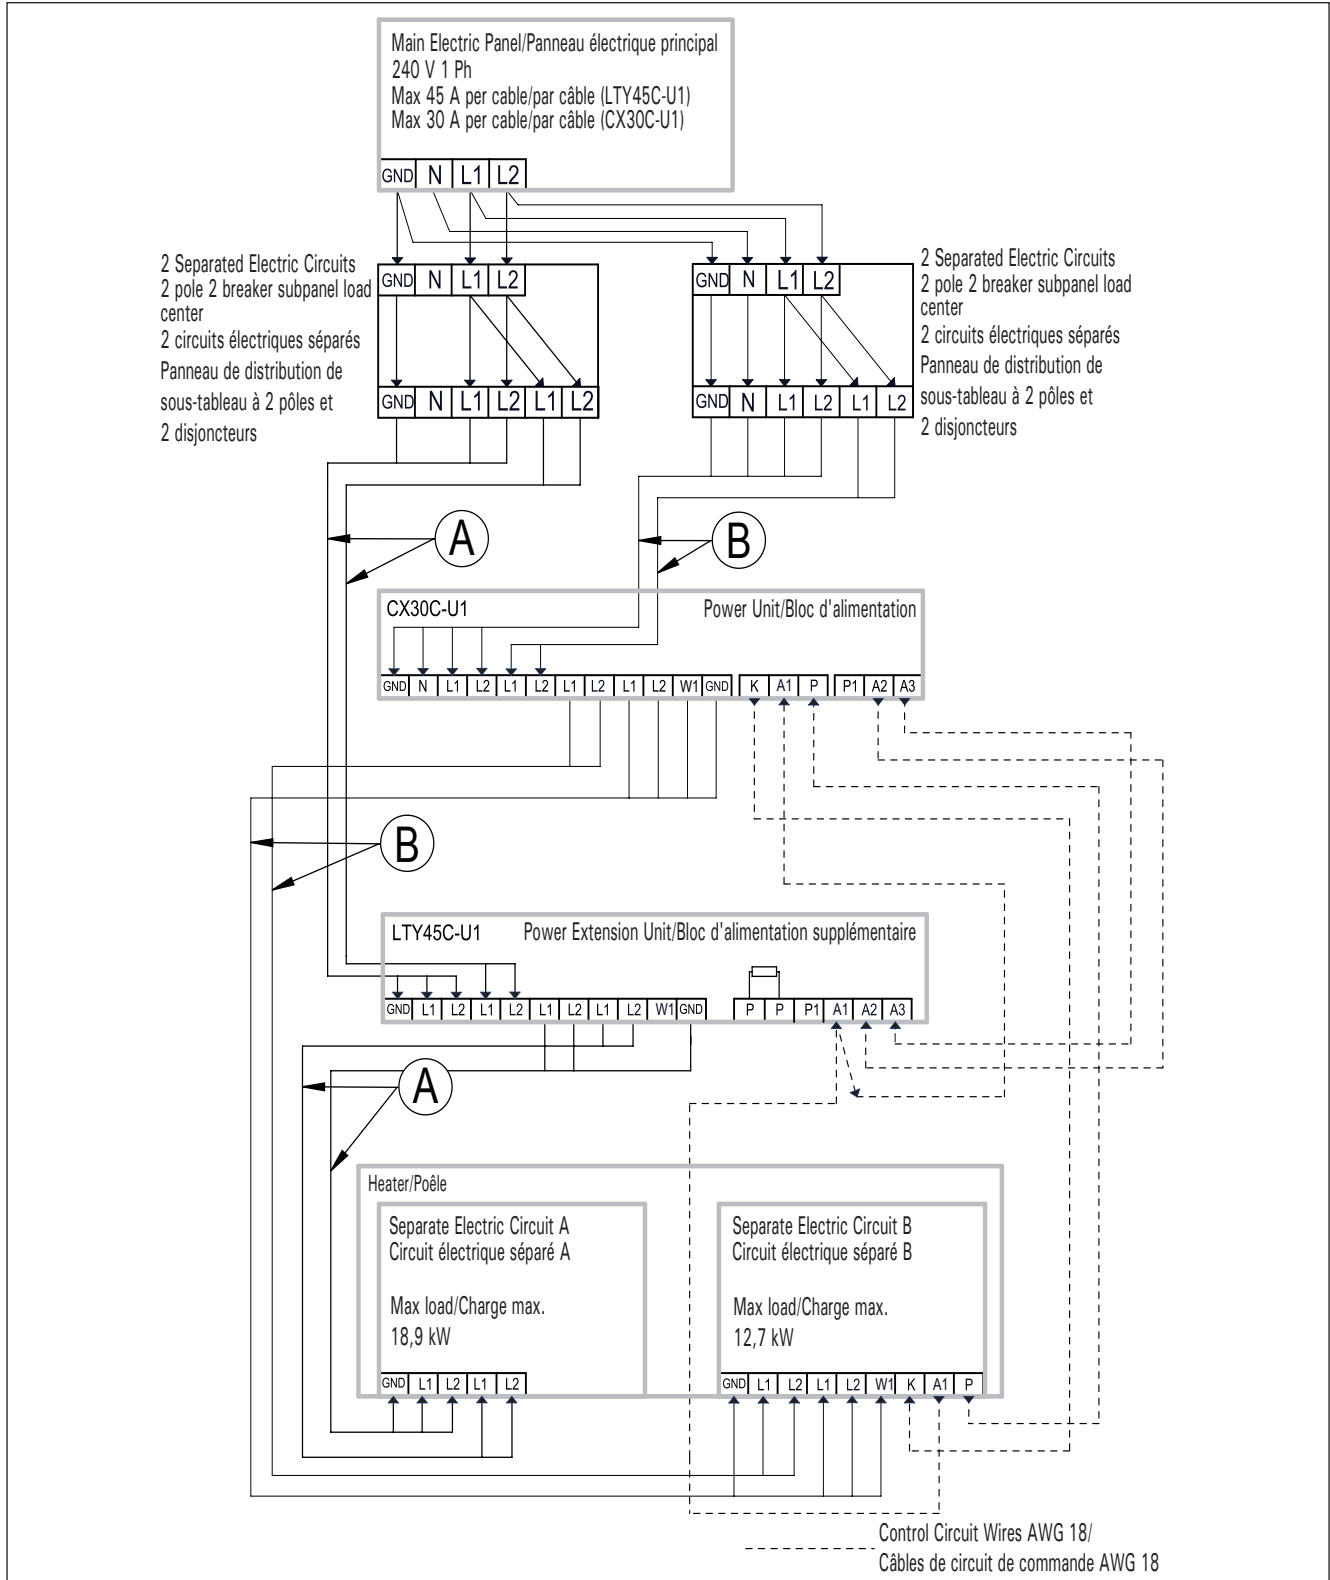 Main Electric Panel/Panneau électrique principal
240 V 1 Ph
Max 45 A per cable/par câble (LTY45C-U1)
Max 30 A per cable/par câble (CX30C-U1)
GND N L1 L2
2 Separated Electric Circuits
2 pole 2 breaker subpanel load
center
2 circuits électriques séparés
Panneau de distribution de
sous-tableau à 2 pôles et
2 disjoncteurs
GND N L1 L2
GND N L1 L2 L1 L2
GND N L1 L2
GND N L1 L2 L1 L2
2 Separated Electric Circuits
2 pole 2 breaker subpanel load
center
2 circuits électriques séparés
Panneau de distribution de
sous-tableau à 2 pôles et
2 disjoncteurs
A
B
CX30C-U1
Power Unit/Bloc d'alimentation
GND N L1 L2 L1 L2 L1 L2 L1 L2 W1 GND K A1 P P1 A2 A3
B
LTY45C-U1
Power Extension Unit/Bloc d'alimentation supplémentaire
GND L1 L2 L1 L2 L1 L2 L1 L2 W1 GND P P P1 A1 A2 A3
A
Heater/Poêle
Separate Electric Circuit A
Circuit électrique séparé A
Max load/Charge max.
18,9 kW
GND L1 L2 L1 L2
Separate Electric Circuit B
Circuit électrique séparé B
Max load/Charge max.
12,7 kW
GND L1 L2 L1 L2 W1 K A1 P
Control Circuit Wires AWG 18/
Câbles de circuit de commande AWG 18